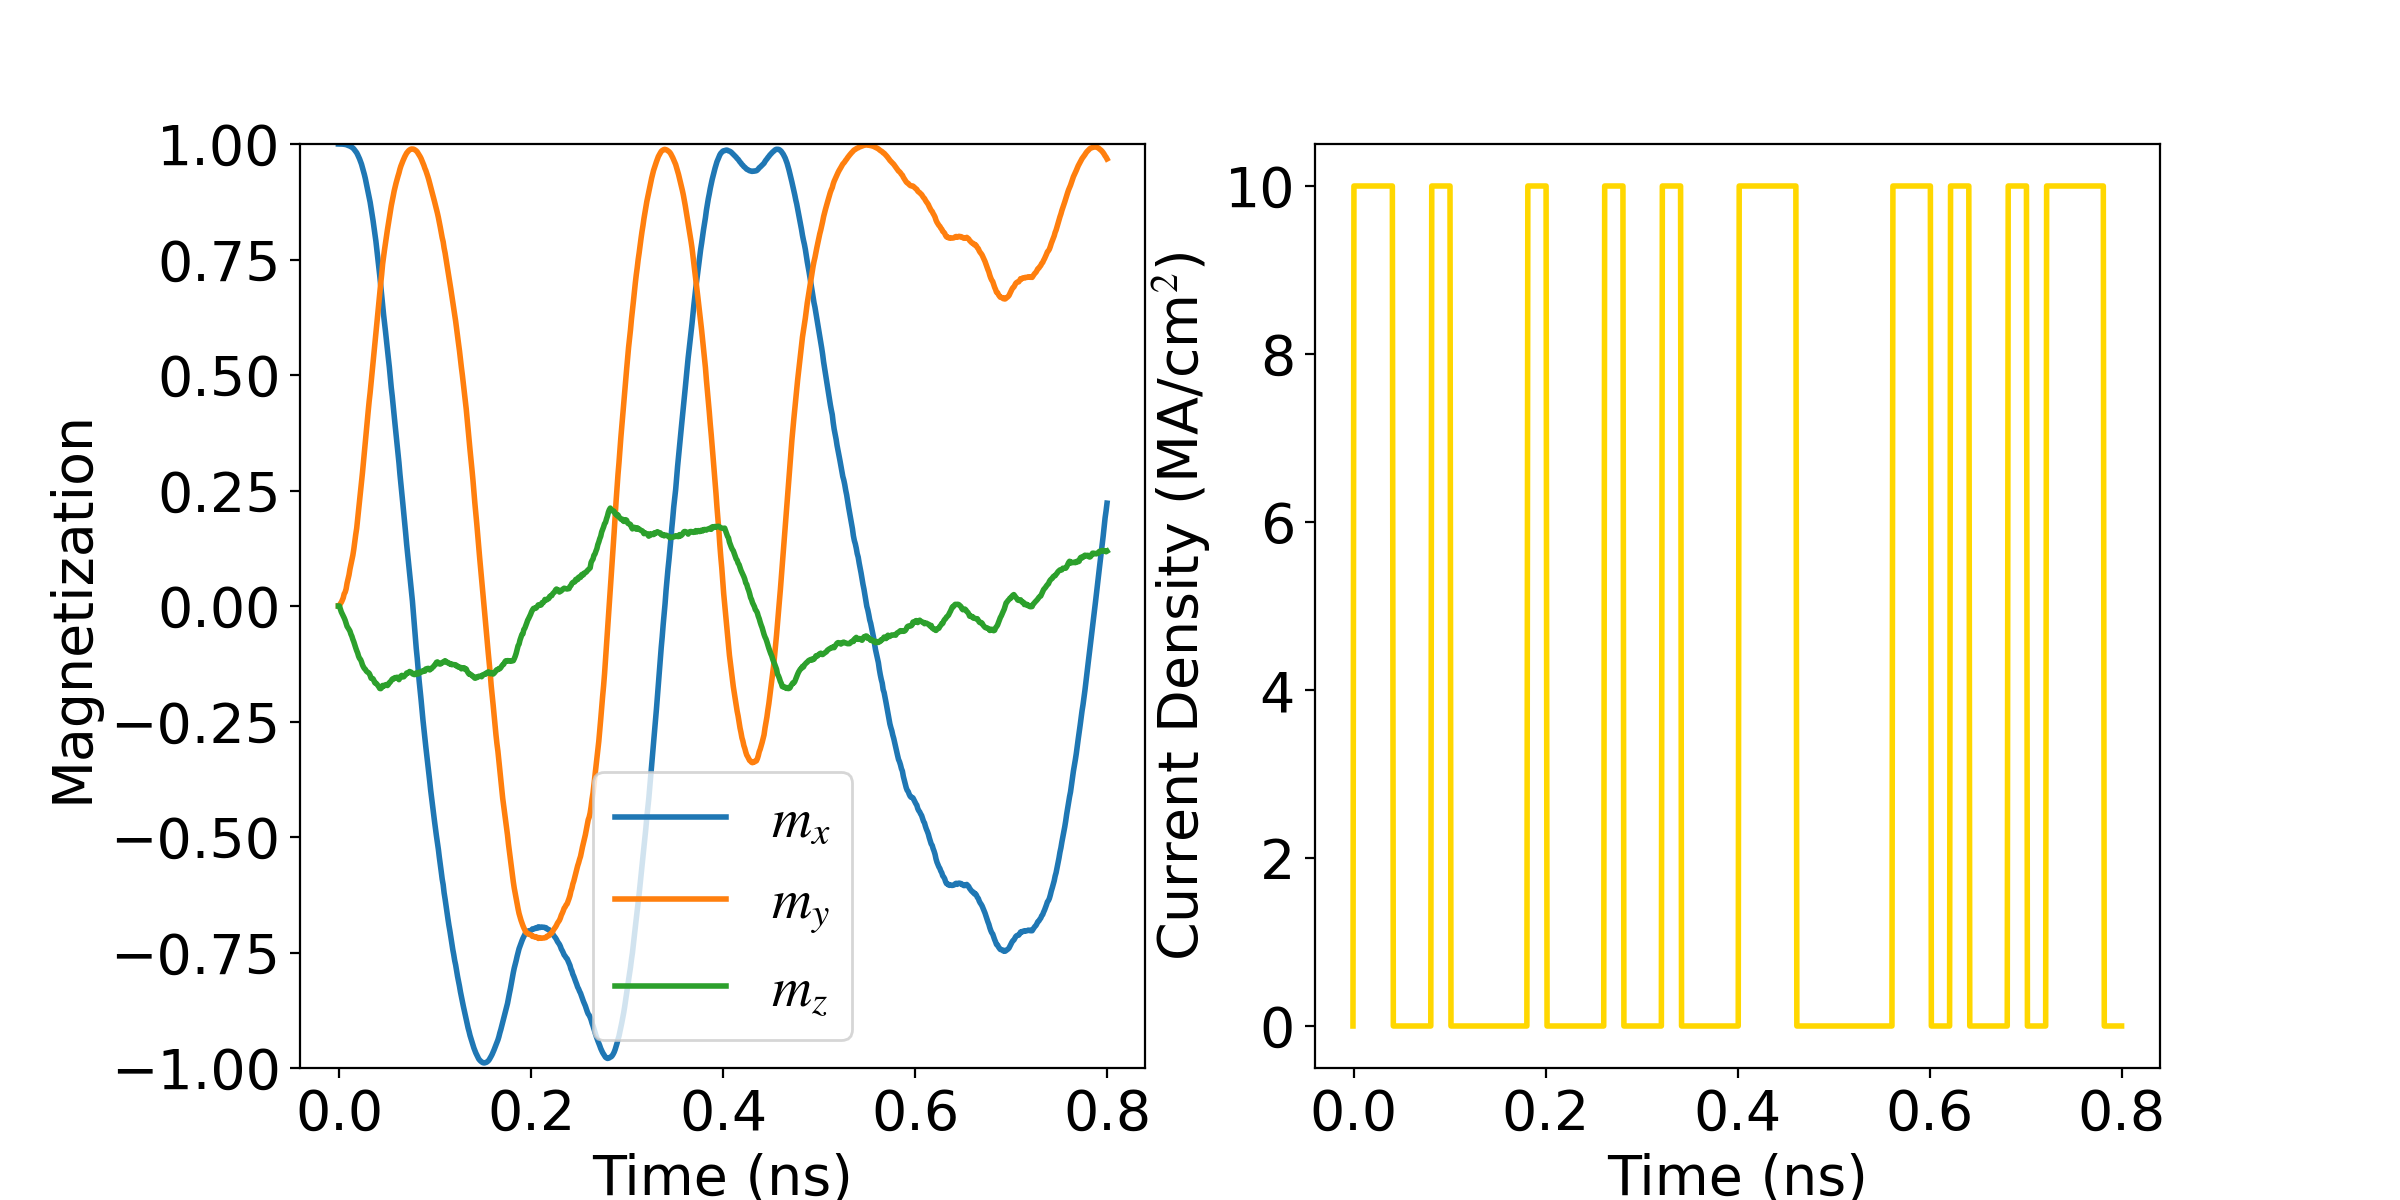 Magnetization
1.00
0.75
0.50
0.25
0.00
−0.25
−0.50
−0.75
−1.00
0.0 0.2 0.4 0.6 0.8
Time (ns)
m_x
m_y
m_z
Current Density (MA/cm²)
10
8
6
4
2
0
0.0 0.2 0.4 0.6 0.8
Time (ns)